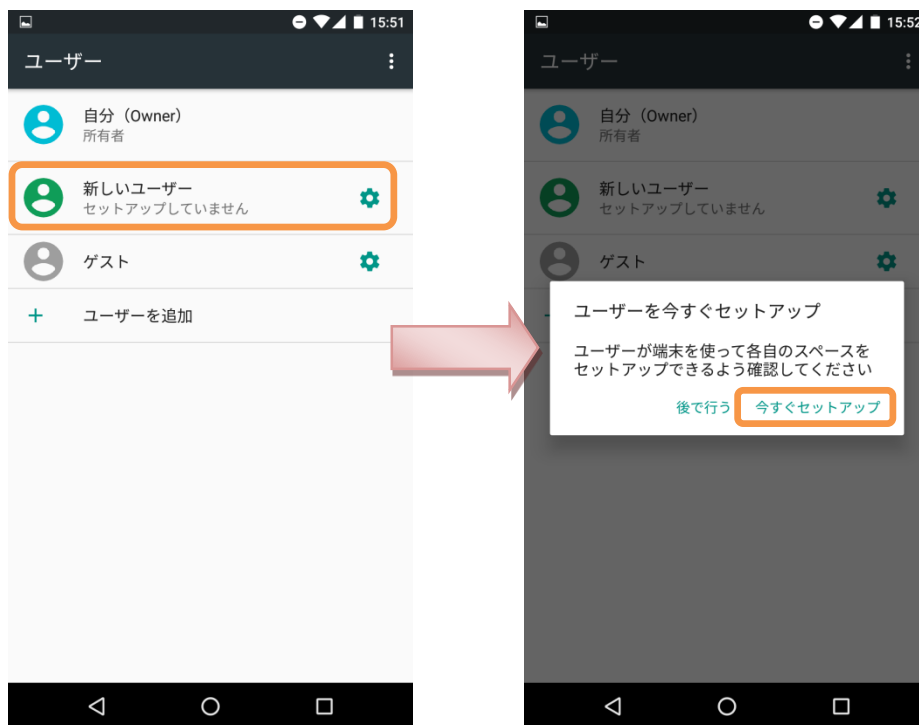 15:51
ユーザー
自分（Owner）
所有者
新しいユーザー
セットアップしていません
ゲスト
＋ ユーザーを追加
15:52
ユーザー
自分（Owner）
所有者
新しいユーザー
セットアップしていません
ゲスト
ユーザーを今すぐセットアップ
ユーザーが端末を使って各自のスペースを
セットアップできるよう確認してください
後で行う 今すぐセットアップ